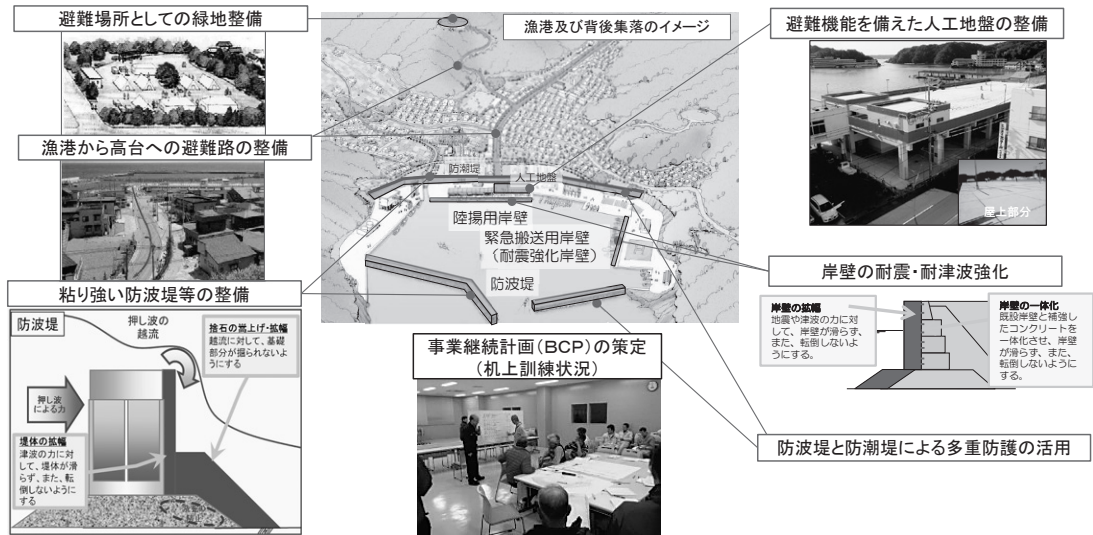 避難場所としての緑地整備
漁港及び背後集落のイメージ
避難機能を備えた人工地盤の整備
漁港から高台への避難路の整備
防潮堤
人工地盤
屋上部分
陸揚用岸壁
緊急搬送用岸壁
（耐震強化岸壁）
防波堤
岸壁の耐震・耐津波強化
粘り強い防波堤等の整備
防波堤
押し波の
越流
捨石の嵩上げ・拡幅
越流に対して、基礎
部分が掘られないよ
うにする
押し波
による力
堤体の拡幅
津波の力に対
して、堤体が滑
らず、また、転
倒しないように
する
事業継続計画（BCP）の策定
（机上訓練状況）
岸壁の拡幅
地震や津波の力に対
して、岸壁が滑らず、
また、転倒しないよ
うにする。
岸壁の一体化
既設岸壁と補強し
たコンクリートを
一体化させ、岸壁
が滑らず、また、
転倒しないように
する。
防波堤と防潮堤による多重防護の活用